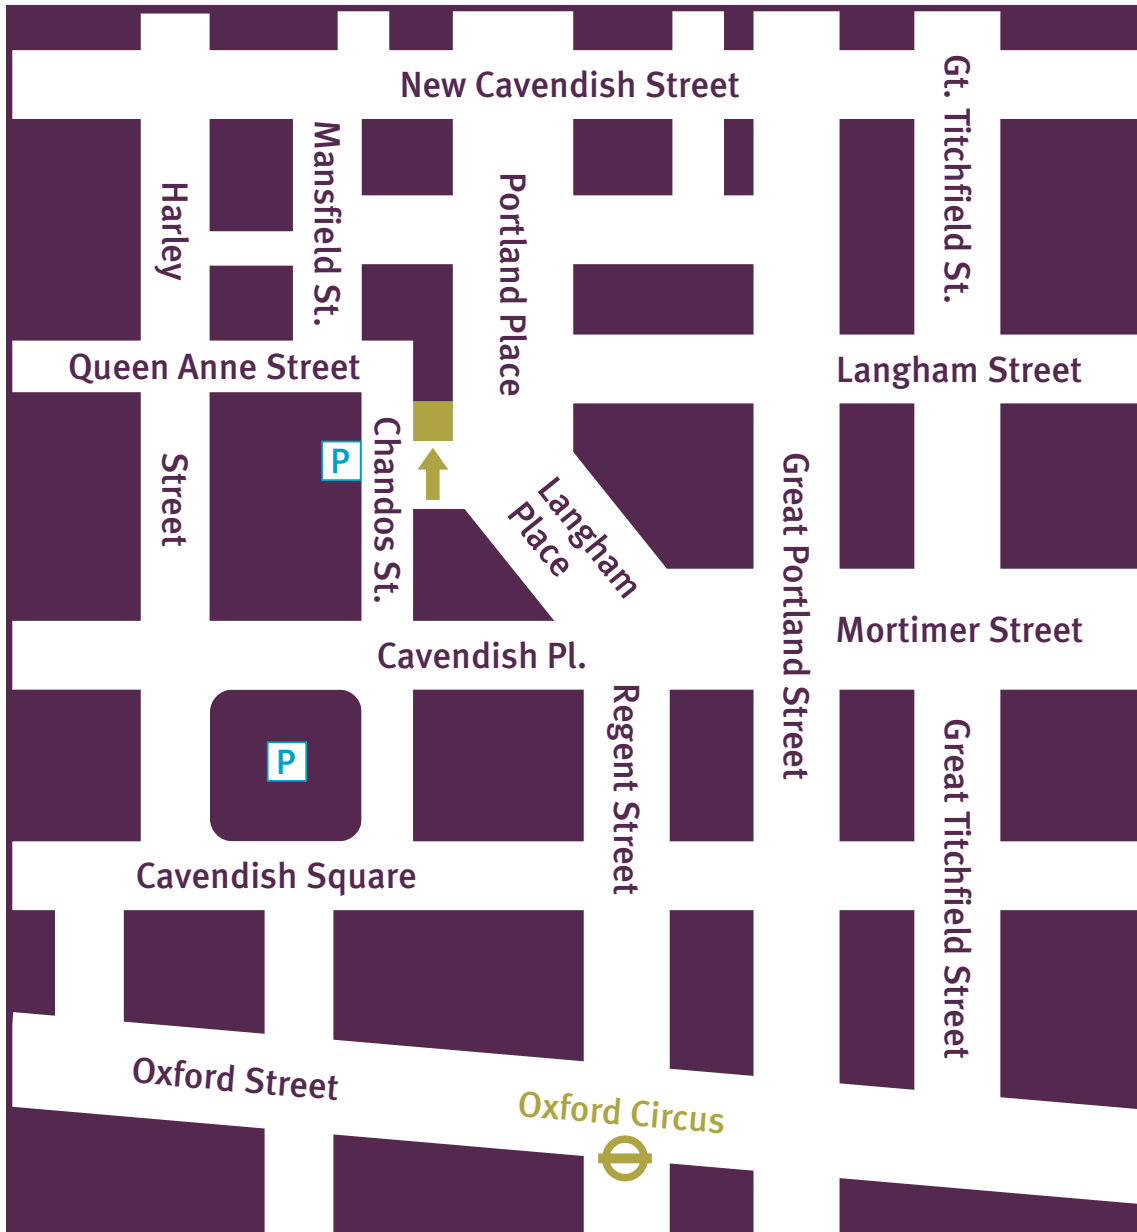 New Cavendish Street
Gt. Titchfield St.
Mansfield St.
Harley
Portland Place
Queen Anne Street
Langham Street
Chandos St.
P
Street
Langham
Place
Great Portland Street
Mortimer Street
Cavendish Pl.
Regent Street
P
Great Titchfield Street
Cavendish Square
Oxford Street
Oxford Circus